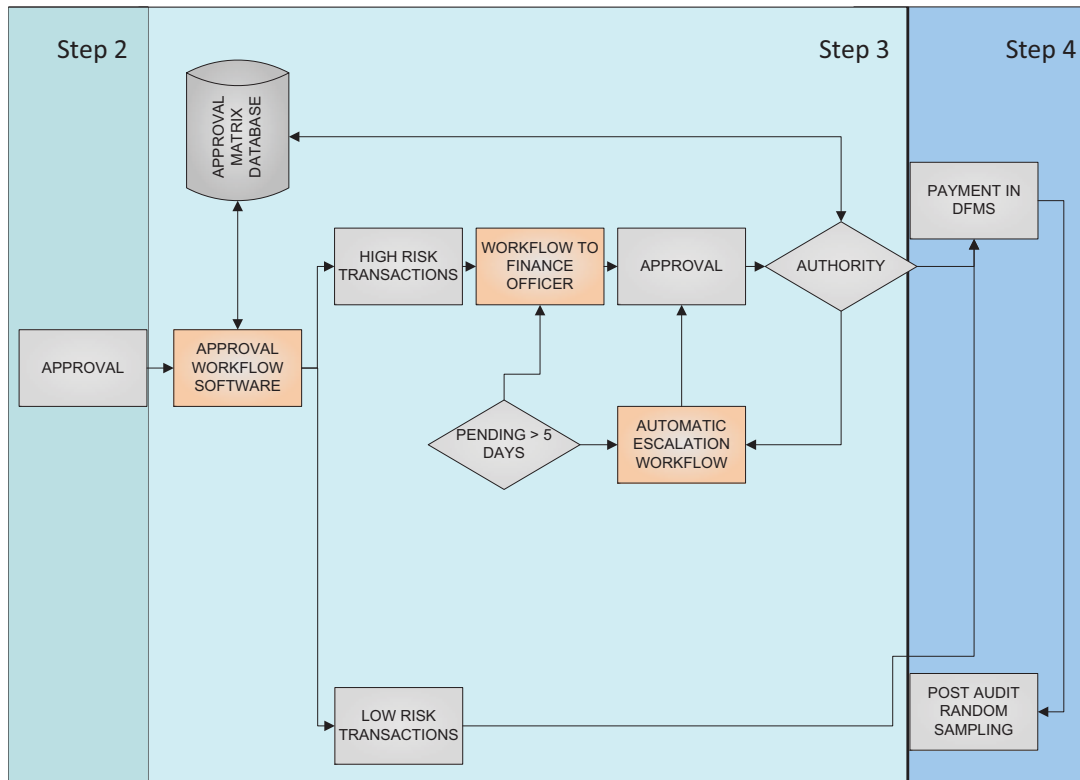 Step 2
Step 3
Step 4
APPROVAL
MATRIX
DATABASE
PAYMENT IN
DFMS
HIGH RISK
TRANSACTIONS
WORKFLOW TO
FINANCE
OFFICER
APPROVAL
AUTHORITY
APPROVAL
APPROVAL
WORKFLOW
SOFTWARE
PENDING > 5
DAYS
AUTOMATIC
ESCALATION
WORKFLOW
LOW RISK
TRANSACTIONS
POST AUDIT
RANDOM
SAMPLING